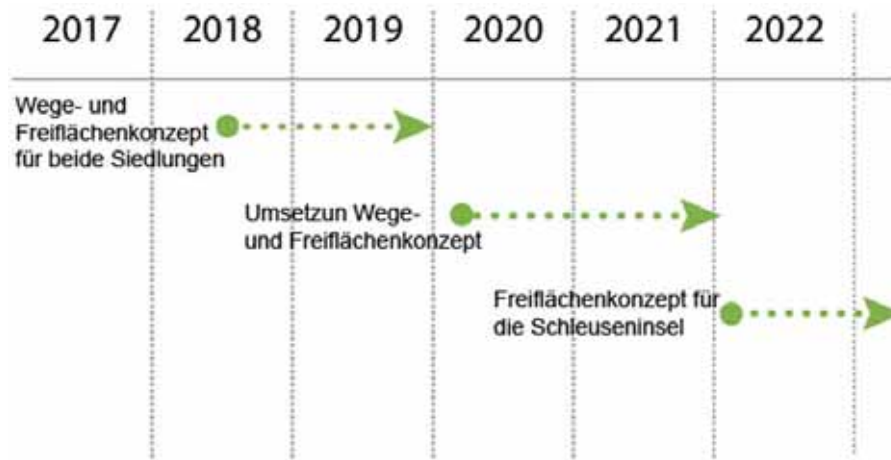 2017 2018 2019 2020 2021 2022
Wege- und
Freiflächenkonzept
für beide Siedlungen
Umsetzun Wege-
und Freiflächenkonzept
Freiflächenkonzept für
die Schleuseninsel